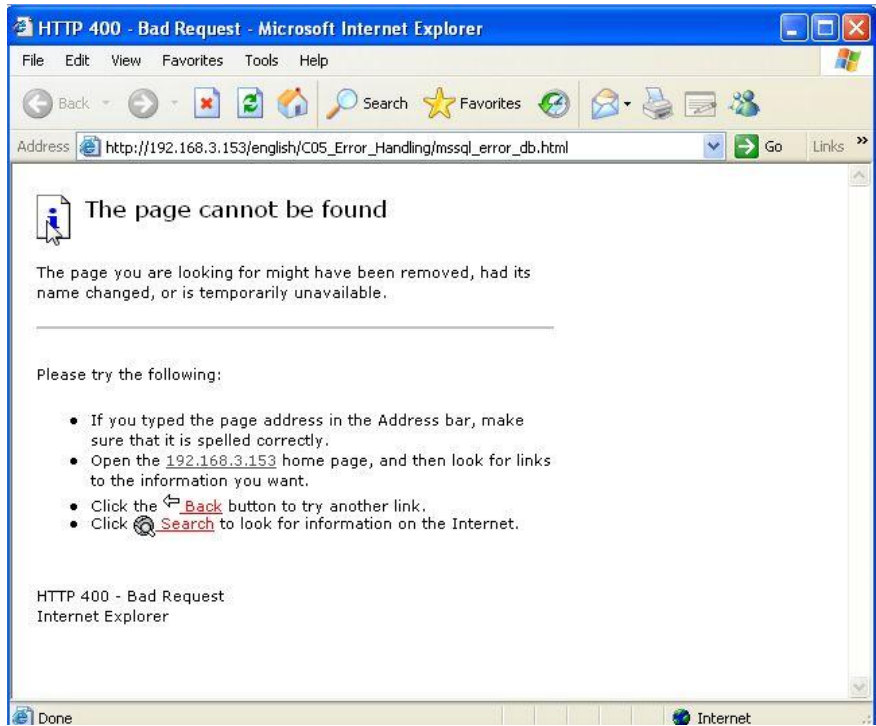 HTTP 400 - Bad Request - Microsoft Internet Explorer
File Edit View Favorites Tools Help
Back Search Favorites
Address http://192.168.3.153/english/C05_Error_Handling/mssql_error_db.html Go Links »
The page cannot be found
The page you are looking for might have been removed, had its
name changed, or is temporarily unavailable.
Please try the following:
• If you typed the page address in the Address bar, make
sure that it is spelled correctly.
• Open the 192.168.3.153 home page, and then look for links
to the information you want.
• Click the Back button to try another link.
• Click Search to look for information on the Internet.
HTTP 400 - Bad Request
Internet Explorer
Done Internet